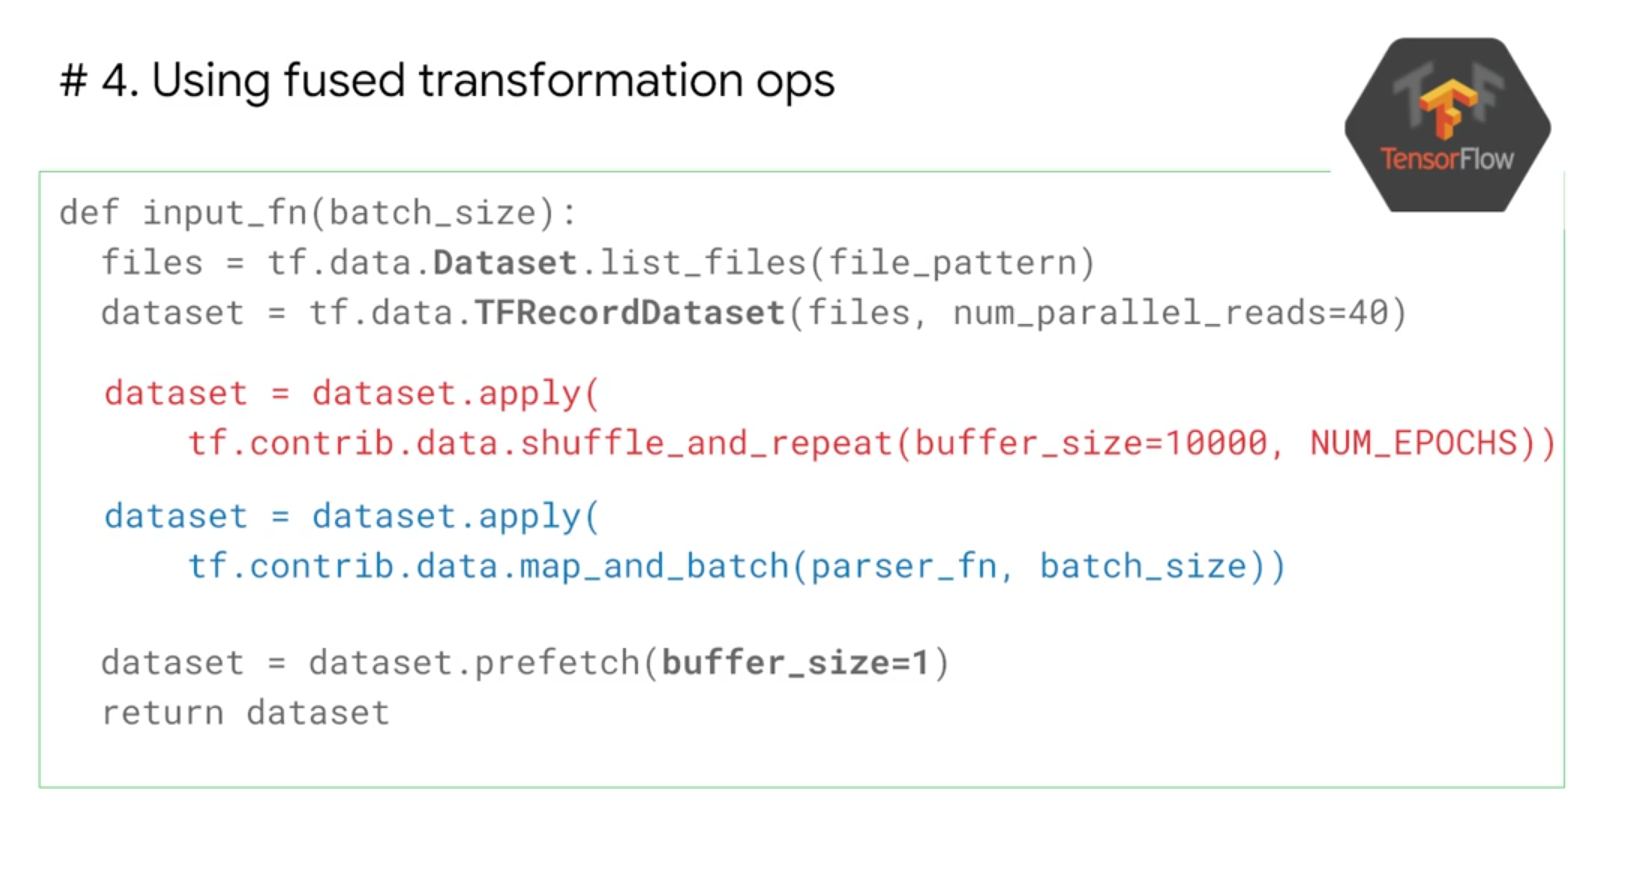 # 4. Using fused transformation ops
TensorFlow
def input_fn(batch_size):
files = tf.data.Dataset.list_files(file_pattern)
dataset = tf.data.TFRecordDataset(files, num_parallel_reads=40)
dataset = dataset.apply(
tf.contrib.data.shuffle_and_repeat(buffer_size=10000, NUM_EPOCHS))
dataset = dataset.apply(
tf.contrib.data.map_and_batch(parser_fn, batch_size))
dataset = dataset.prefetch(buffer_size=1)
return dataset